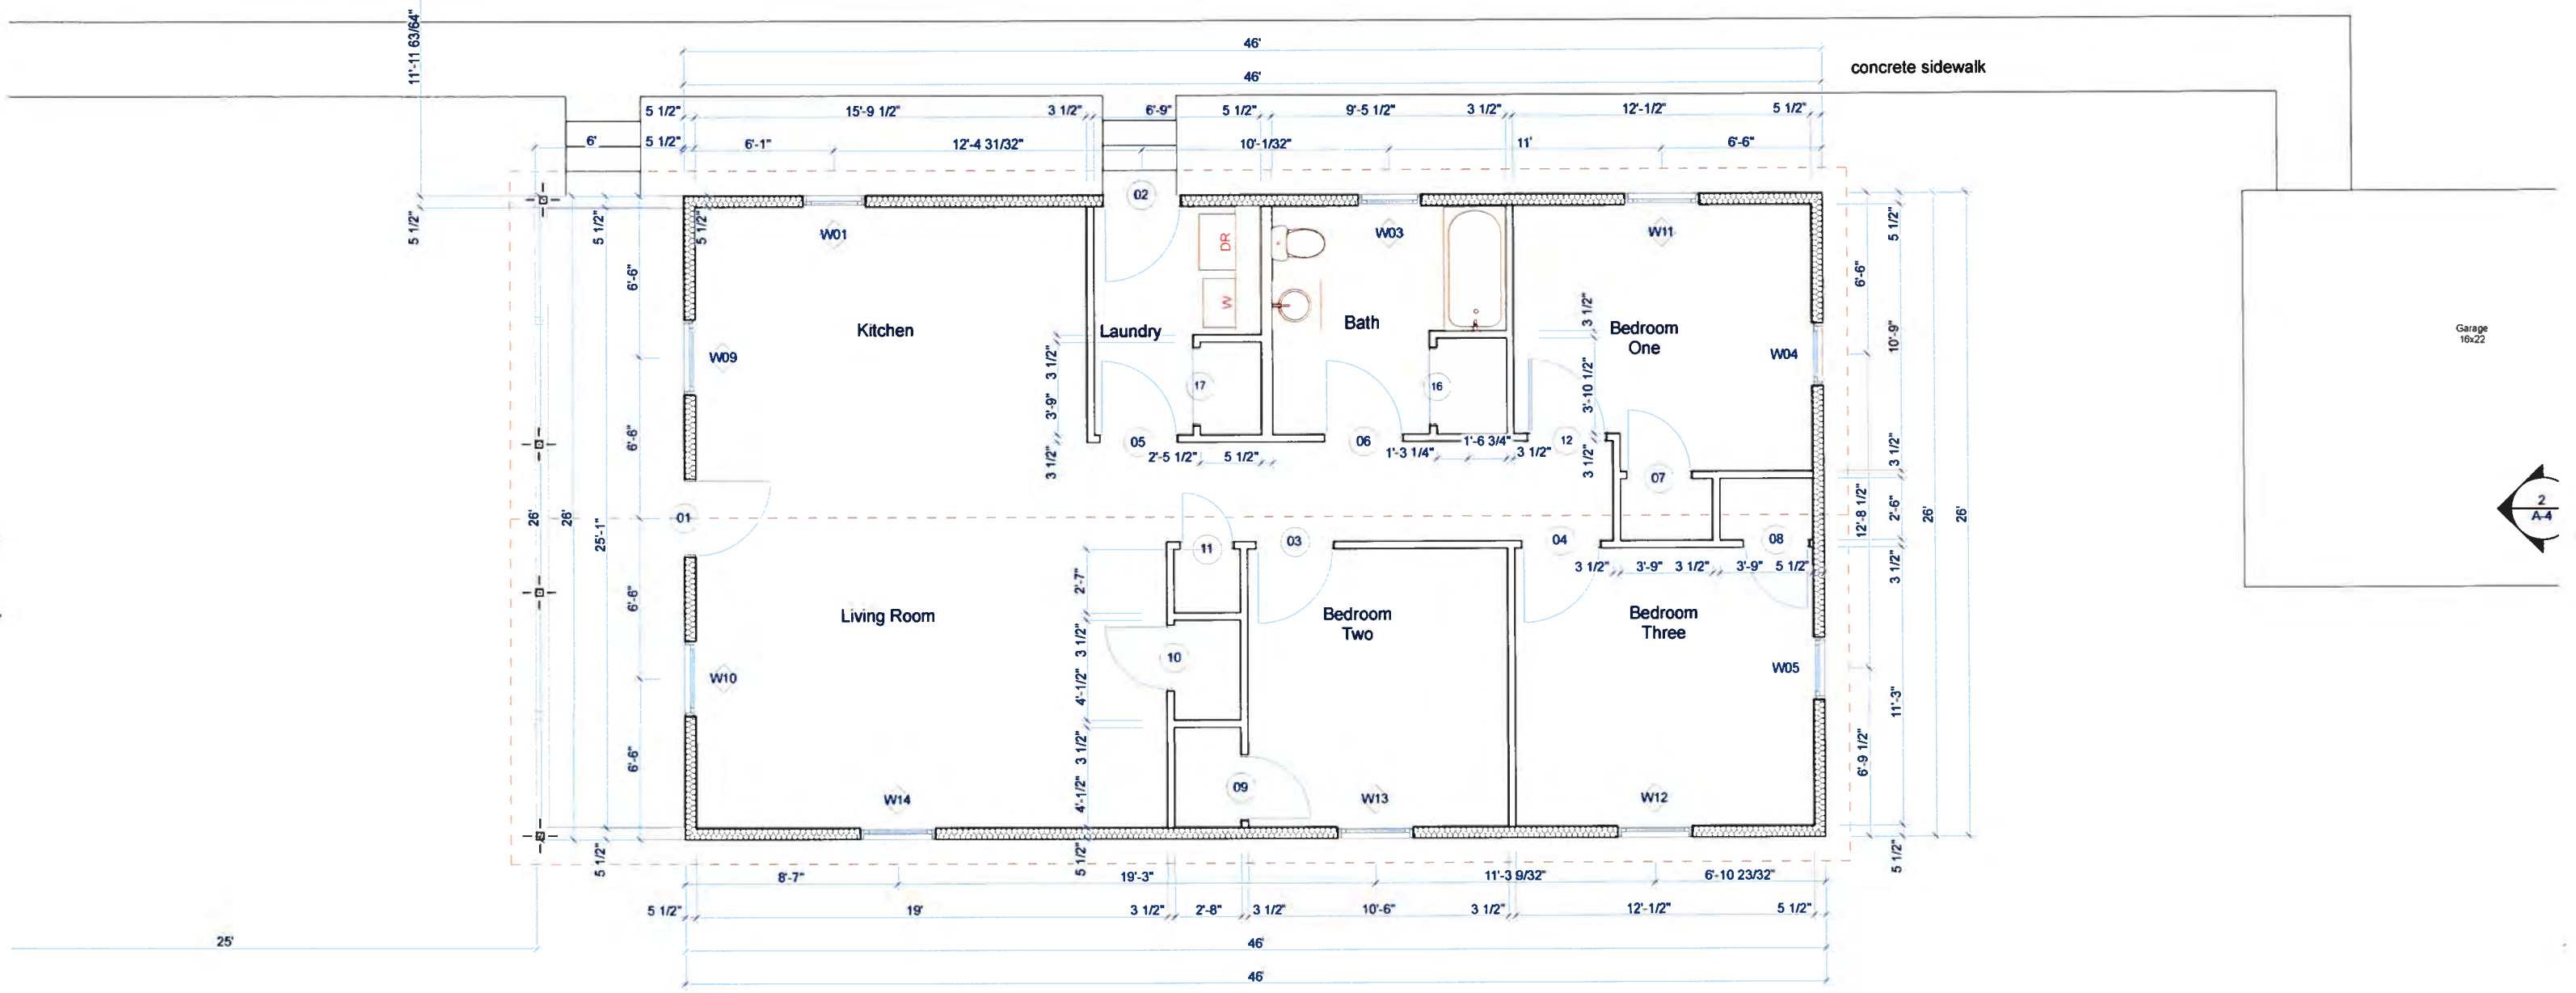 11'-11 63/64"
46'
46'
concrete sidewalk
5 1/2" 15'-9 1/2" 3 1/2" 6'-9" 5 1/2" 9'-5 1/2" 3 1/2" 12'-1/2" 5 1/2"
6' 5 1/2" 6'-1" 12'-4 31/32" 10'-1/32" 11' 6'-6"
02
5 1/2"
5 1/2"
5 1/2"
W01
DR
W03
W11
5 1/2"
6'-6"
6'-6"
W
3 1/2"
Kitchen
Laundry
Bath
Bedroom
One
10'-9"
Garage
16x22
W09
W04
3 1/2"
3'-9"
3 1/2"
17
16
3'-10 1/2"
3 1/2"
6'-6"
05
06
12
2'-5 1/2" 5 1/2" 1'-3 1/4" 1'-6 3/4" 3 1/2"
3 1/2"
07
2
A-4
01
26'
26'
25'-1"
12'-8 1/2"
2'-6"
26'
26'
11
03
04
08
3 1/2" 3'-9" 3 1/2" 3'-9" 5 1/2"
3 1/2"
2'-7"
6'-6"
Living Room
Bedroom
Two
Bedroom
Three
3 1/2"
10
W10
W05
4'-1/2"
11'-3"
6'-6"
3 1/2"
6'-9 1/2"
09
W14
W13
W12
4'-1/2"
5 1/2"
5 1/2"
5 1/2"
8'-7" 19'-3" 11'-3 9/32" 6'-10 23/32"
5 1/2" 19' 3 1/2" 2'-8" 3 1/2" 10'-6" 3 1/2" 12'-1/2" 5 1/2"
25'
46'
46'